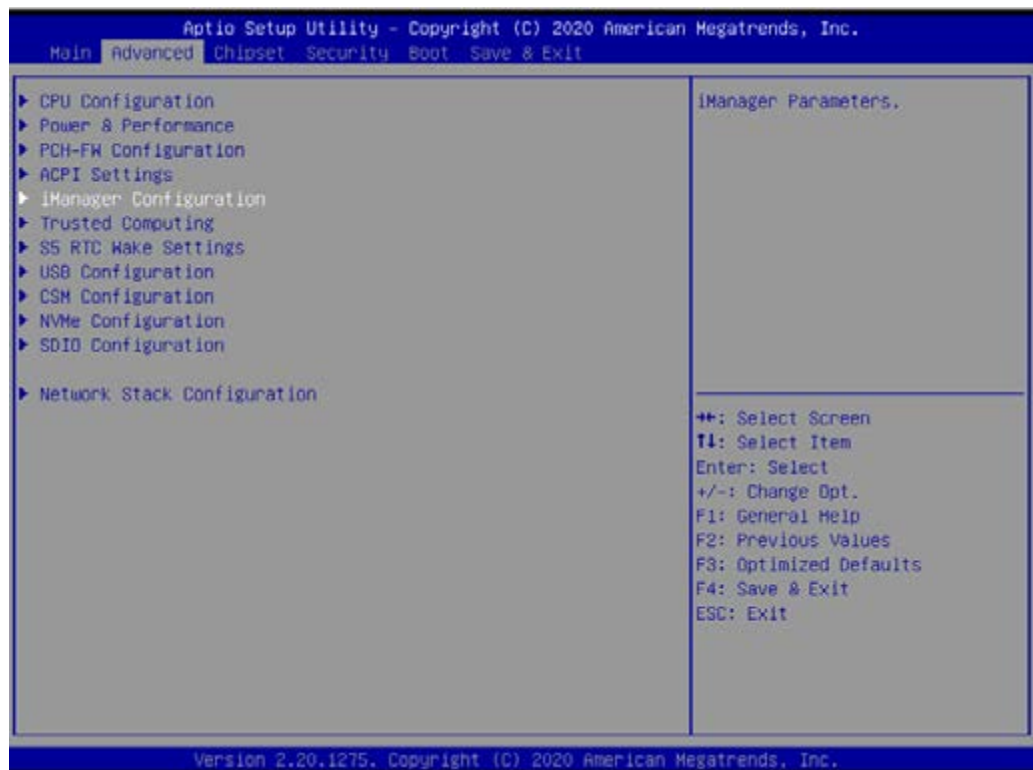 Aptio Setup Utility – Copyright (C) 2020 American Megatrends, Inc.
Main Advanced Chipset Security Boot Save & Exit
▶ CPU Configuration
▶ Power & Performance
▶ PCH-FW Configuration
▶ ACPI Settings
▶ iManager Configuration
▶ Trusted Computing
▶ S5 RTC Wake Settings
▶ USB Configuration
▶ CSM Configuration
▶ NVMe Configuration
▶ SDIO Configuration
▶ Network Stack Configuration
iManager Parameters.
→←: Select Screen
↑↓: Select Item
Enter: Select
+/-: Change Opt.
F1: General Help
F2: Previous Values
F3: Optimized Defaults
F4: Save & Exit
ESC: Exit
Version 2.20.1275. Copyright (C) 2020 American Megatrends, Inc.